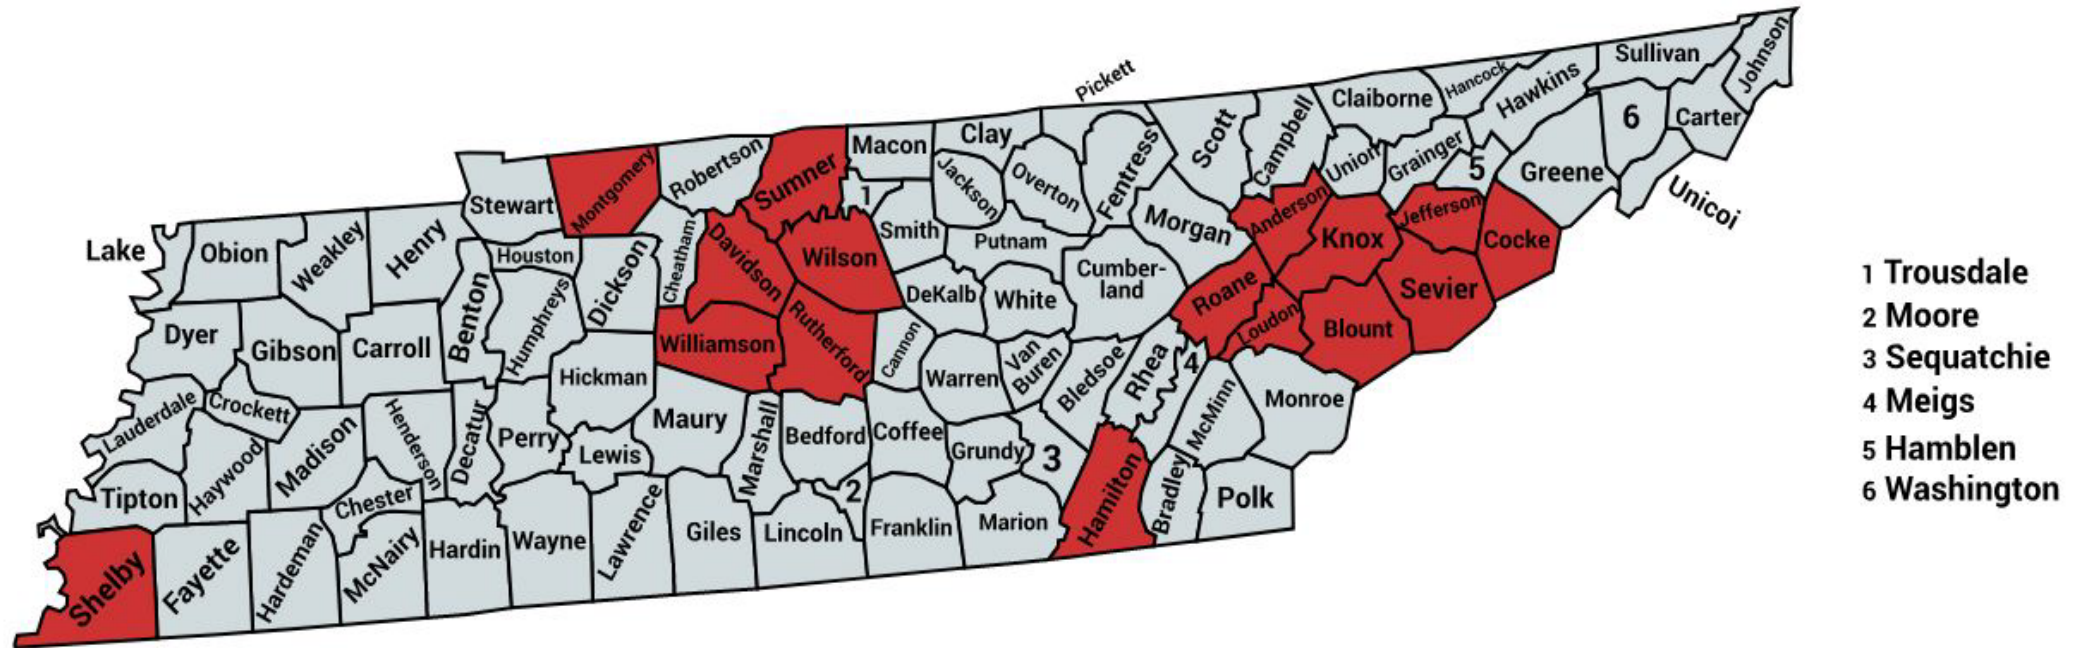 Pickett
Johnson
Sullivan
Hancock
Hawkins
Claiborne
6
Carter
Campbell
Scott
Union
Grainger
5
Greene
Unicoi
Macon
Clay
Montgomery
Robertson
Sumner
1
Jackson
Overton
Fentress
Morgan
Anderson
Jefferson
Stewart
Lake
Obion
Weakley
Henry
Houston
Cheatham
Davidson
Wilson
Smith
Putnam
Cumber-
land
Knox
Cocke
Sevier
Roane
Loudon
Blount
Dyer
Gibson
Carroll
Benton
Humphreys
Dickson
Williamson
Rutherford
Cannon
DeKalb
White
Van
Buren
Warren
Bledsoe
Rhea
4
McMinn
Monroe
Lauderdale
Crockett
Haywood
Madison
Henderson
Decatur
Perry
Hickman
Lewis
Maury
Marshall
Bedford
Coffee
Grundy
3
Tipton
Chester
2
Shelby
Fayette
Hardeman
McNairy
Hardin
Wayne
Lawrence
Giles
Lincoln
Franklin
Marion
Hamilton
Bradley
Polk
1 Trousdale
2 Moore
3 Sequatchie
4 Meigs
5 Hamblen
6 Washington